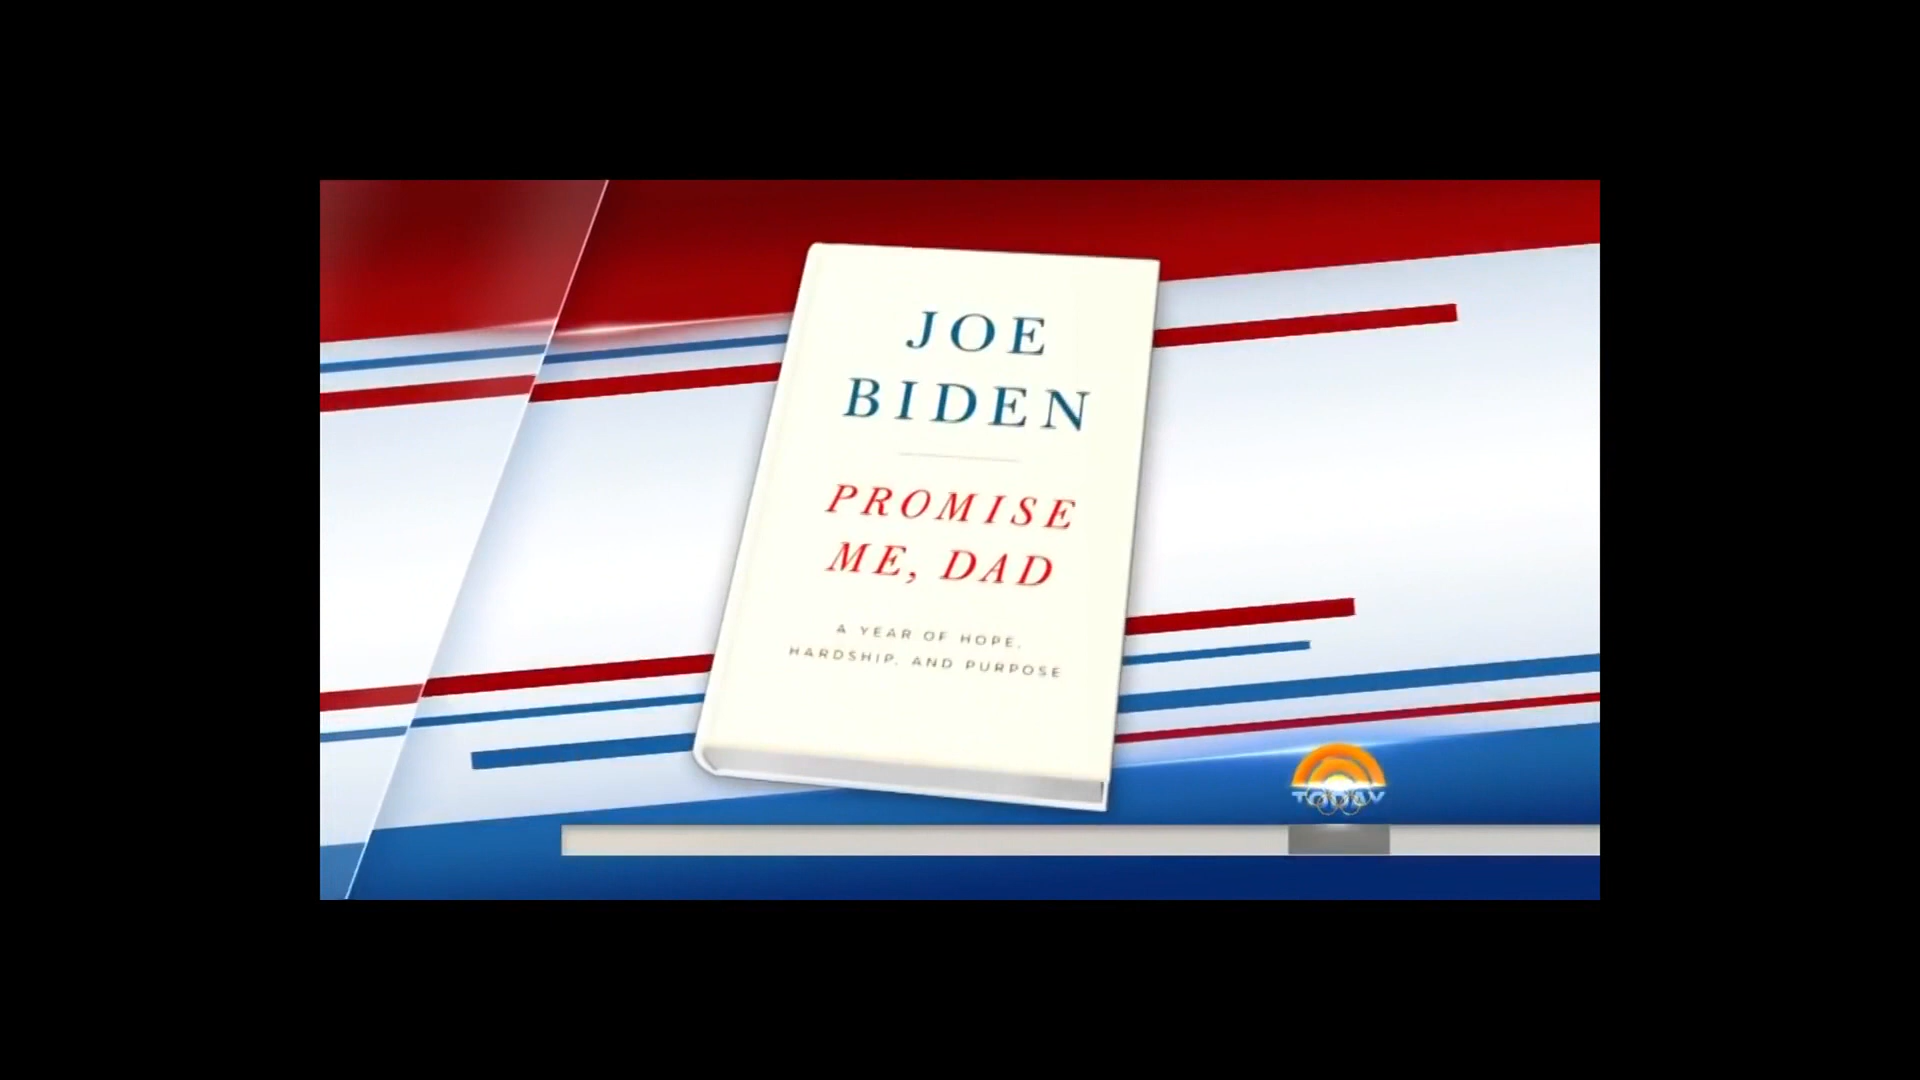 JOE
BIDEN
PROMISE
ME, DAD
A YEAR OF HOPE,
HARDSHIP, AND PURPOSE
TODAY